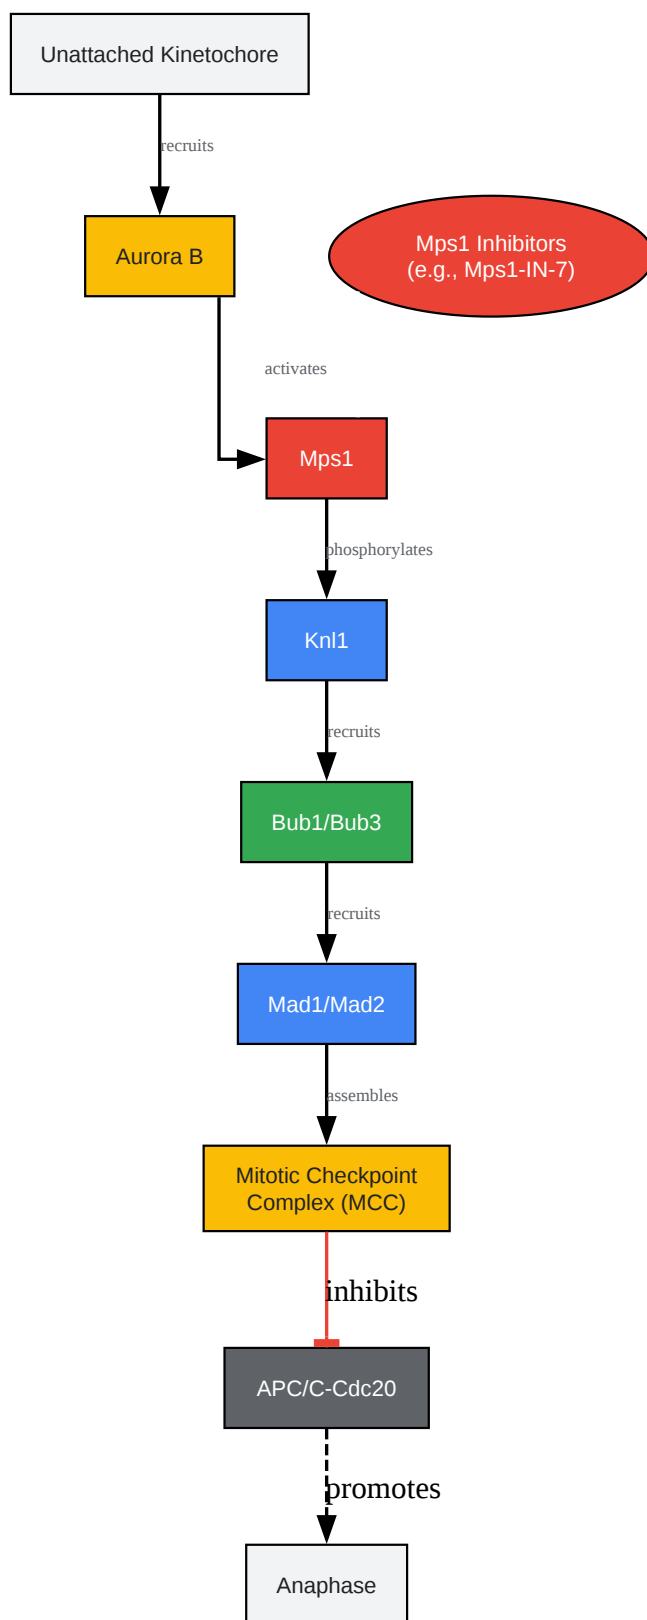 Unattached Kinetochore
recruits
Aurora B
Mps1 Inhibitors
(e.g., Mps1-IN-7)
activates
Mps1
phosphorylates
Knl1
recruits
Bub1/Bub3
recruits
Mad1/Mad2
assembles
Mitotic Checkpoint
Complex (MCC)
inhibits
APC/C-Cdc20
promotes
Anaphase